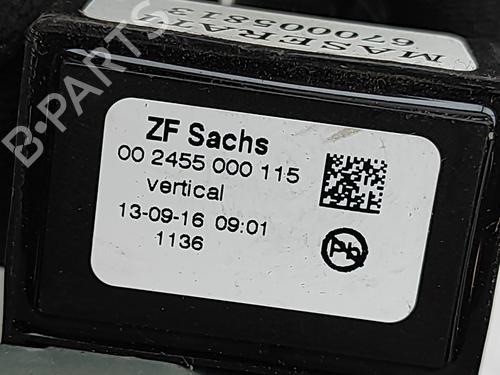 MASERATI
670005813
ZF Sachs
00 2455 000 115
vertical
13-09-16 09:01
1136
Pb
B-PARTS